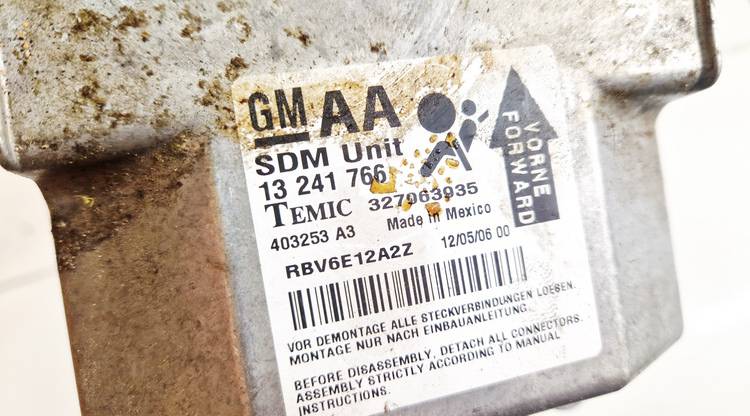 GM AA
SDM Unit
13 241 766
TEMIC 327963935
403253 A3 Made in Mexico
RBV6E12A2Z 12/05/06 00
VORNE
FORWARD
VOR DEMONTAGE ALLE STECKVERBINDUNGEN LOESEN.
MONTAGE NUR NACH EINBAUANLEITUNG.
BEFORE DISASSEMBLY, DETACH ALL CONNECTORS.
ASSEMBLY STRICTLY ACCORDING TO MANUAL
INSTRUCTIONS.